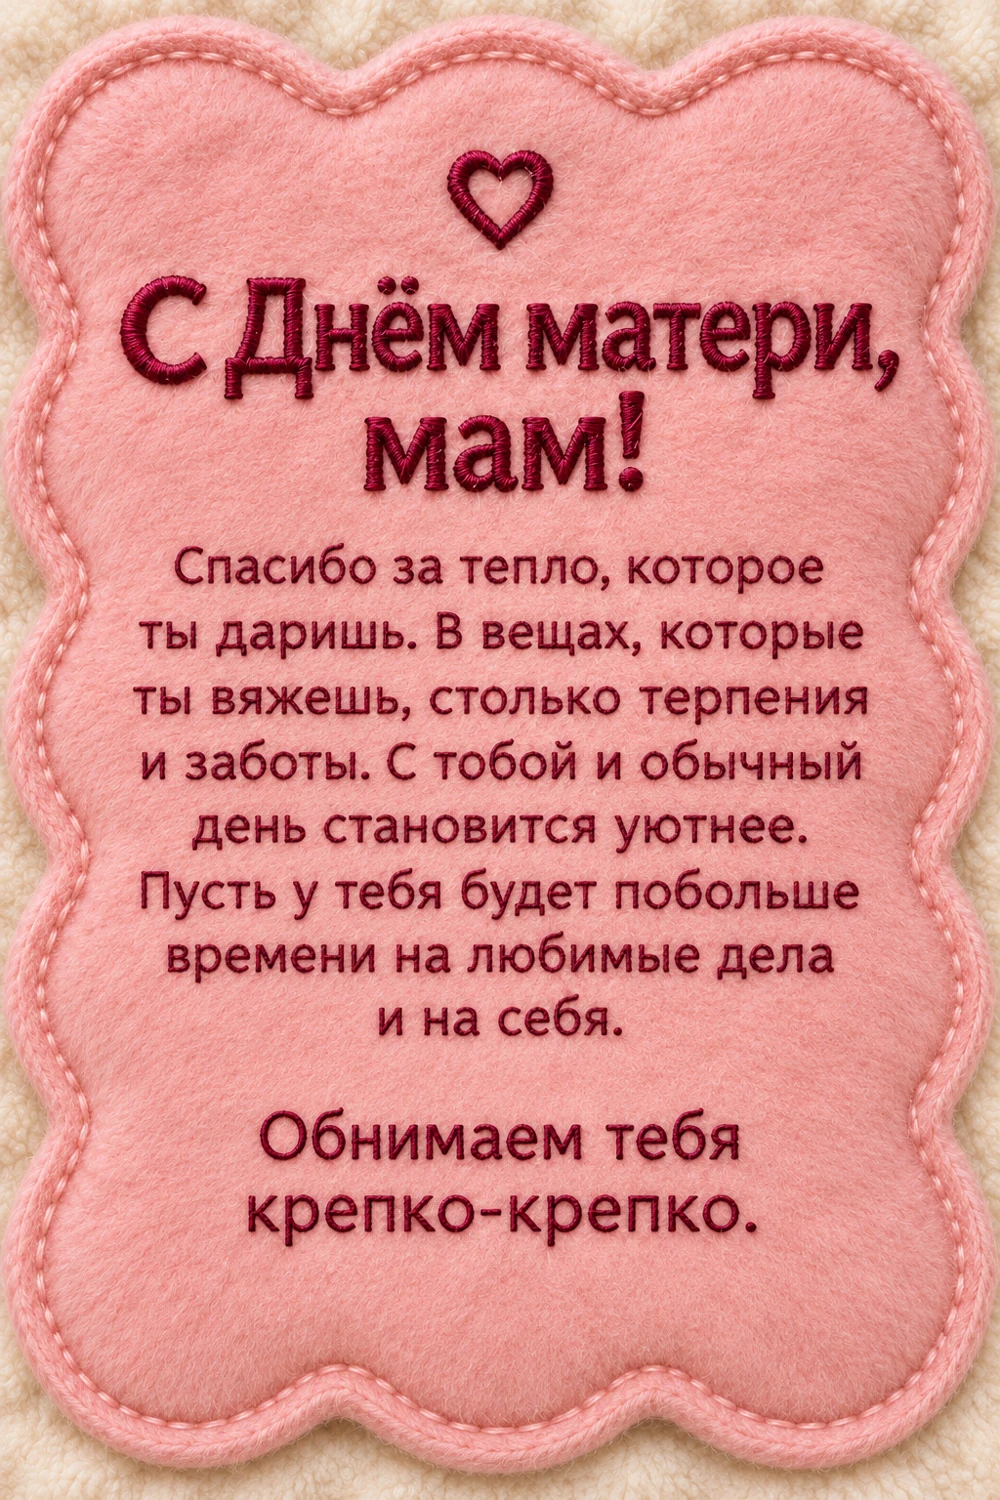 С Днём матери,
мам!
Спасибо за тепло, которое
ты даришь. В вещах, которые
ты вяжешь, столько терпения
и заботы. С тобой и обычный
день становится уютнее.
Пусть у тебя будет побольше
времени на любимые дела
и на себя.
Обнимаем тебя
крепко-крепко.